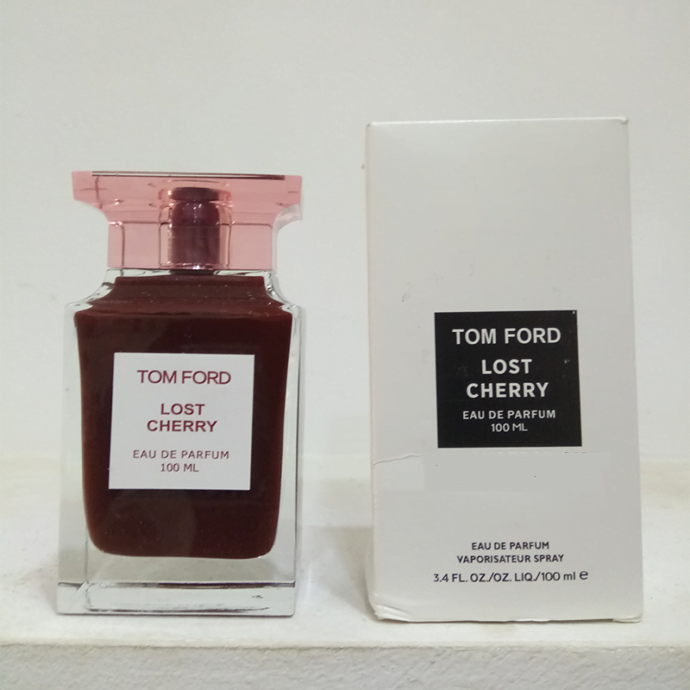 TOM FORD
LOST
CHERRY
EAU DE PARFUM
100 ML
TOM FORD
LOST
CHERRY
EAU DE PARFUM
100 ML
EAU DE PARFUM
VAPORISATEUR SPRAY
3.4 FL. OZ./OZ. LIQ./100 ml e